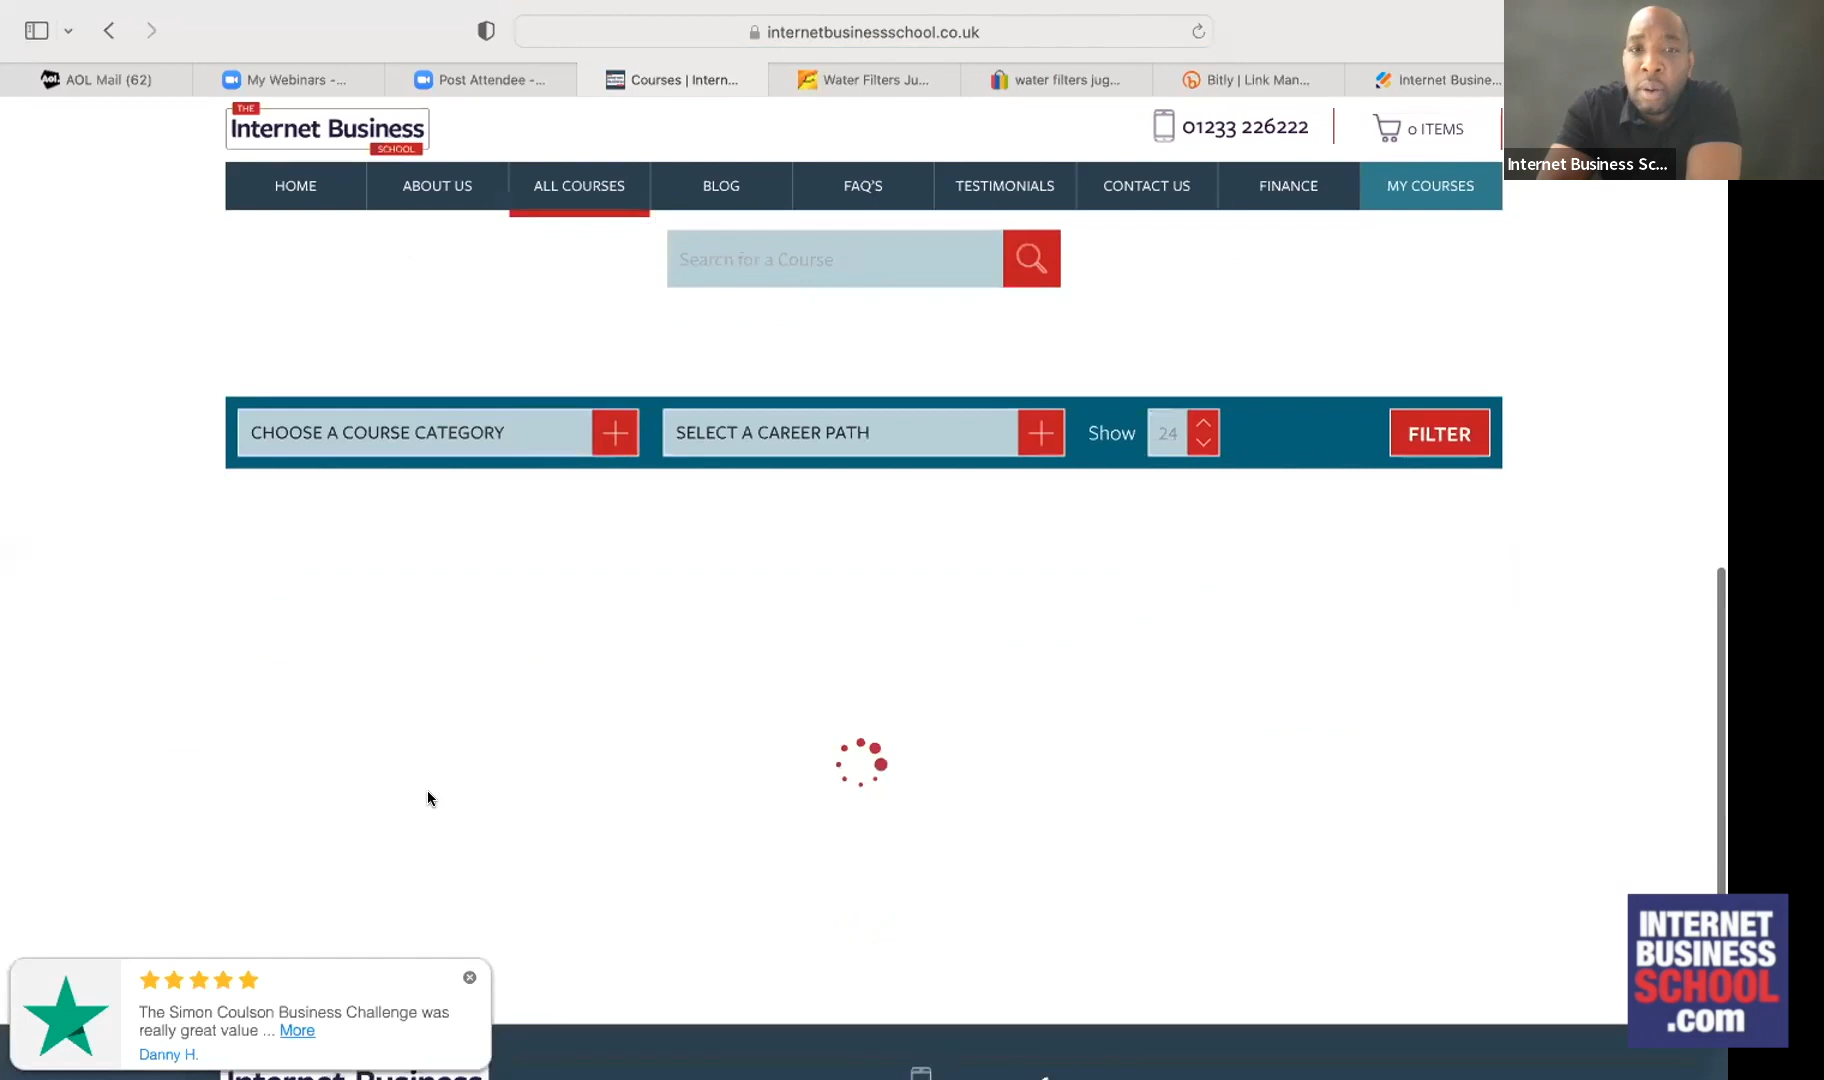 internetbusinessschool.co.uk
AOL Mail (62)
My Webinars -...
Post Attendee -...
Courses | Intern...
Water Filters Ju...
water filters jug...
Bitly | Link Man...
Internet Busine...
Internet Business Sc...
THE
Internet Business
SCHOOL
01233 226222
0 ITEMS
HOME
ABOUT US
ALL COURSES
BLOG
FAQ'S
TESTIMONIALS
CONTACT US
FINANCE
MY COURSES
Search for a Course
CHOOSE A COURSE CATEGORY
SELECT A CAREER PATH
Show
24
FILTER
The Simon Coulson Business Challenge was
really great value ... More
Danny H.
Internet Business
INTERNET
BUSINESS
SCHOOL
.com